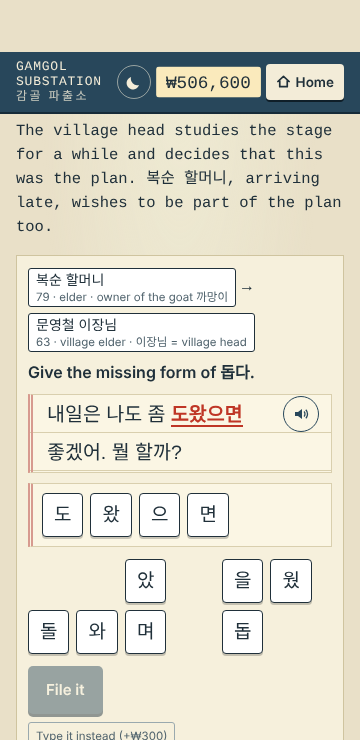 GAMGOL
SUBSTATION
감골 파출소
₩506,600
Home
The village head studies the stage
for a while and decides that this
was the plan. 복순 할머니, arriving
late, wishes to be part of the plan
too.
복순 할머니
79 · elder · owner of the goat 까망이
→
문영철 이장님
63 · village elder · 이장님 = village head
Give the missing form of 돕다.
내일은 나도 좀 도왔으면
좋겠어. 뭘 할까?
도 왔 으 면
았 을 웠
돌 와 며 돕
File it
Type it instead (+₩300)